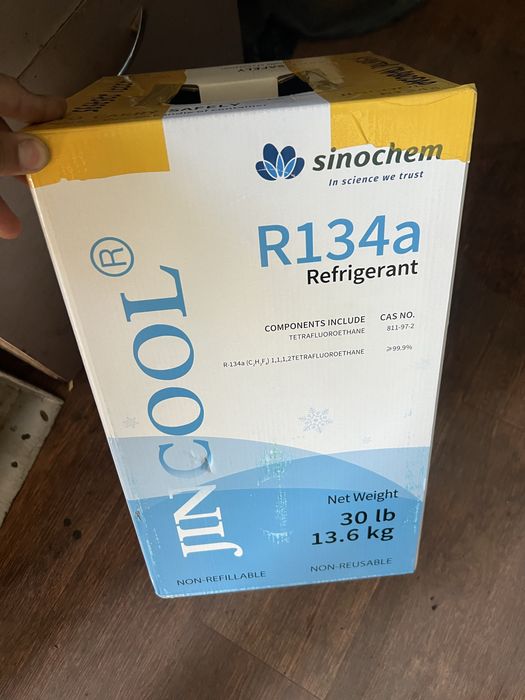 SAFELY
sinochem
In science we trust
R134a
Refrigerant
COMPONENTS INCLUDE CAS NO.
TETRAFLUOROETHANE 811-97-2
R-134a (C₂H₂F₄) 1,1,1,2TETRAFLUOROETHANE ≥99.9%
JINCOOL®
Net Weight
30 lb
13.6 kg
NON-REFILLABLE NON-REUSABLE